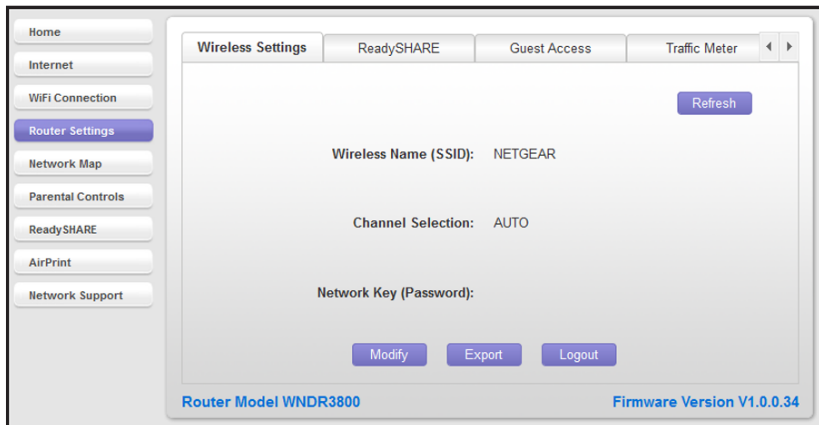 Home
Internet
WiFi Connection
Router Settings
Network Map
Parental Controls
ReadySHARE
AirPrint
Network Support
Wireless Settings
ReadySHARE
Guest Access
Traffic Meter
Refresh
Wireless Name (SSID): NETGEAR
Channel Selection: AUTO
Network Key (Password):
Modify
Export
Logout
Router Model WNDR3800
Firmware Version V1.0.0.34